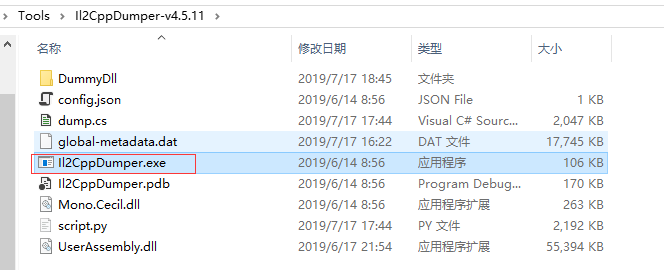 > Tools > Il2CppDumper-v4.5.11
名称 修改日期 类型 大小
DummyDll 2019/7/17 18:45 文件夹
config.json 2019/6/14 8:56 JSON File 1 KB
dump.cs 2019/7/17 17:44 Visual C# Sourc... 2,047 KB
global-metadata.dat 2019/7/17 16:22 DAT 文件 17,745 KB
Il2CppDumper.exe 2019/6/14 8:56 应用程序 106 KB
Il2CppDumper.pdb 2019/6/14 8:56 Program Debug... 170 KB
Mono.Cecil.dll 2019/6/14 8:56 应用程序扩展 263 KB
script.py 2019/7/17 17:44 PY 文件 2,192 KB
UserAssembly.dll 2019/6/17 21:54 应用程序扩展 55,394 KB